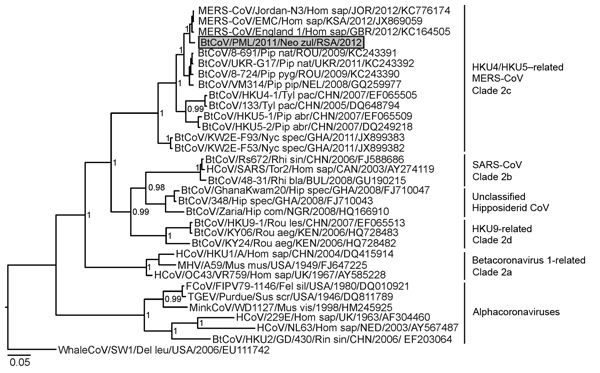 MERS-CoV/Jordan-N3/Hom sap/JOR/2012/KC776174
MERS-CoV/EMC/Hom sap/KSA/2012/JX869059
MERS-CoV/England 1/Hom sap/GBR/2012/KC164505
BtCoV/PML/2011/Neo zul/RSA/2012
BtCoV/8-691/Pip nat/ROU/2009/KC243391
BtCoV/UKR-G17/Pip nat/UKR/2011/KC243392
BtCoV/8-724/Pip pyg/ROU/2009/KC243390
BtCoV/VM314/Pip pip/NEL/2008/GQ259977
BtCoV/HKU4-1/Tyl pac/CHN/2007/EF065505
BtCoV/133/Tyl pac/CHN/2005/DQ648794
BtCoV/HKU5-1/Pip abr/CHN/2007/EF065509
BtCoV/HKU5-2/Pip abr/CHN/2007/DQ249218
BtCoV/KW2E-F93/Nyc spec/GHA/2011/JX899383
BtCoV/KW2E-F53/Nyc spec/GHA/2011/JX899382
BtCoV/Rs672/Rhi sin/CHN/2006/FJ588686
HCoV/SARS/Tor2/Hom sap/CAN/2003/AY274119
BtCoV/48-31/Rhi bla/BUL/2008/GU190215
BtCoV/GhanaKwam20/Hip spec/GHA/2008/FJ710047
BtCoV/348/Hip spec/GHA/2008/FJ710043
BtCoV/Zaria/Hip com/NGR/2008/HQ166910
BtCoV/HKU9-1/Rou les/CHN/2007/EF065513
BtCoV/KY06/Rou aeg/KEN/2006/HQ728483
BtCoV/KY24/Rou aeg/KEN/2006/HQ728482
HCoV/HKU1/A/Hom sap/CHN/2004/DQ415914
MHV/A59/Mus mus/USA/1949/FJ647225
HCoV/OC43/VR759/Hom sap/UK/1967/AY585228
FCoV/FIPV79-1146/Fel sil/USA/1980/DQ010921
TGEV/Purdue/Sus scr/USA/1946/DQ811789
MinkCoV/WD1127/Mus vis/1998/HM245925
HCoV/229E/Hom sap/UK/1963/AF304460
HCoV/NL63/Hom sap/NED/2003/AY567487
BtCoV/HKU2/GD/430/Rin sin/CHN/2006/ EF203064
WhaleCoV/SW1/Del leu/USA/2006/EU111742
HKU4/HKU5–related
MERS-CoV
Clade 2c
SARS-CoV
Clade 2b
Unclassified
Hipposiderid CoV
HKU9-related
Clade 2d
Betacoronavirus 1-related
Clade 2a
Alphacoronaviruses
1
1
1
1
0.99
1
1
1
1
0.98
1
0.99
1
1
1
1
0.99
1
1
0.05